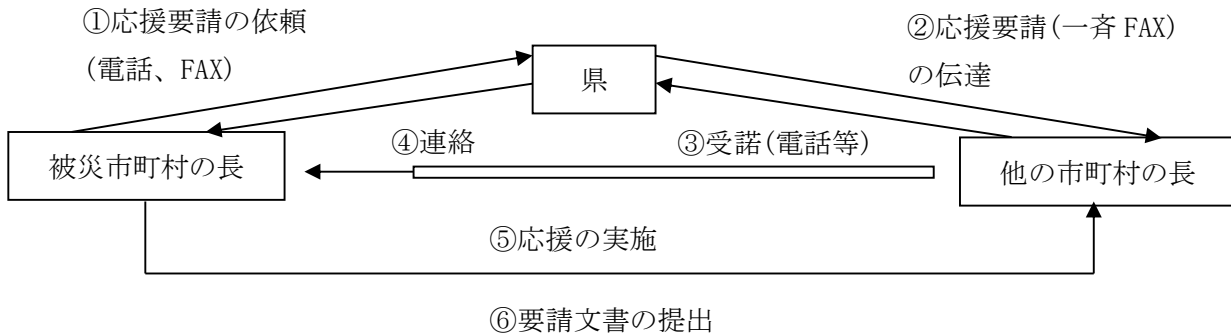 ①応援要請の依頼
(電話、FAX)
県
②応援要請(一斉 FAX)
の伝達
被災市町村の長
④連絡
③受諾(電話等)
他の市町村の長
⑤応援の実施
⑥要請文書の提出